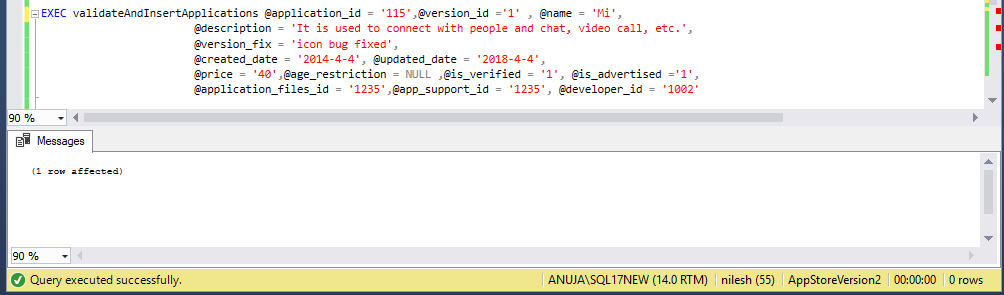 EXEC validateAndInsertApplications @application_id = '115',@version_id ='1' , @name = 'Mi',
@description = 'It is used to connect with people and chat, video call, etc.',
@version_fix = 'icon bug fixed',
@created_date = '2014-4-4', @updated_date = '2018-4-4',
@price = '40',@age_restriction = NULL ,@is_verified = '1', @is_advertised ='1',
@application_files_id = '1235',@app_support_id = '1235', @developer_id = '1002'
90 %
Messages
(1 row affected)
90 %
Query executed successfully. ANUJA\SQL17NEW (14.0 RTM) nilesh (55) AppStoreVersion2 00:00:00 0 rows